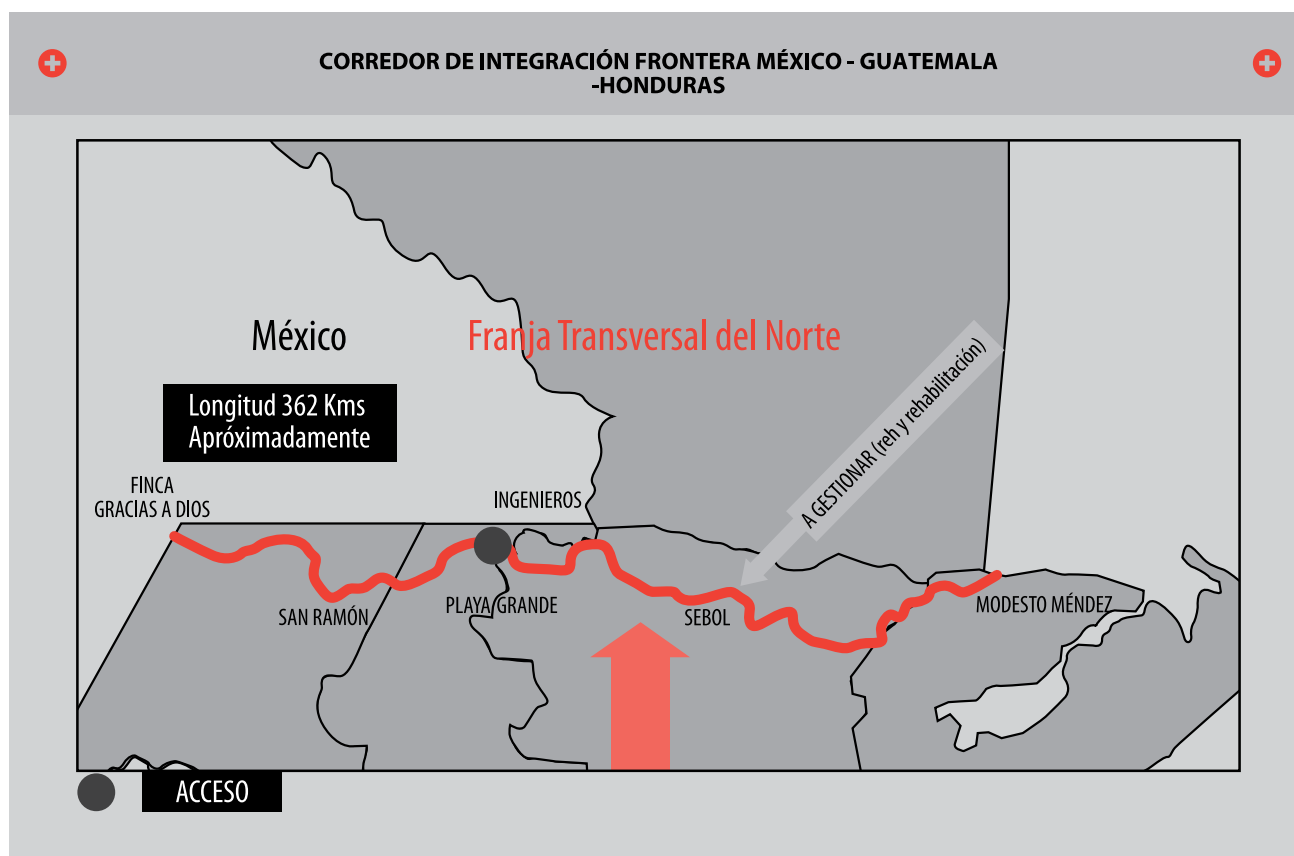 CORREDOR DE INTEGRACIÓN FRONTERA MÉXICO - GUATEMALA
-HONDURAS
México
Franja Transversal del Norte
Longitud 362 Kms
Apróximadamente
A GESTIONAR (reh y rehabilitación)
FINCA
GRACIAS A DIOS
INGENIEROS
SAN RAMÓN
PLAYA GRANDE
SEBOL
MODESTO MÉNDEZ
ACCESO